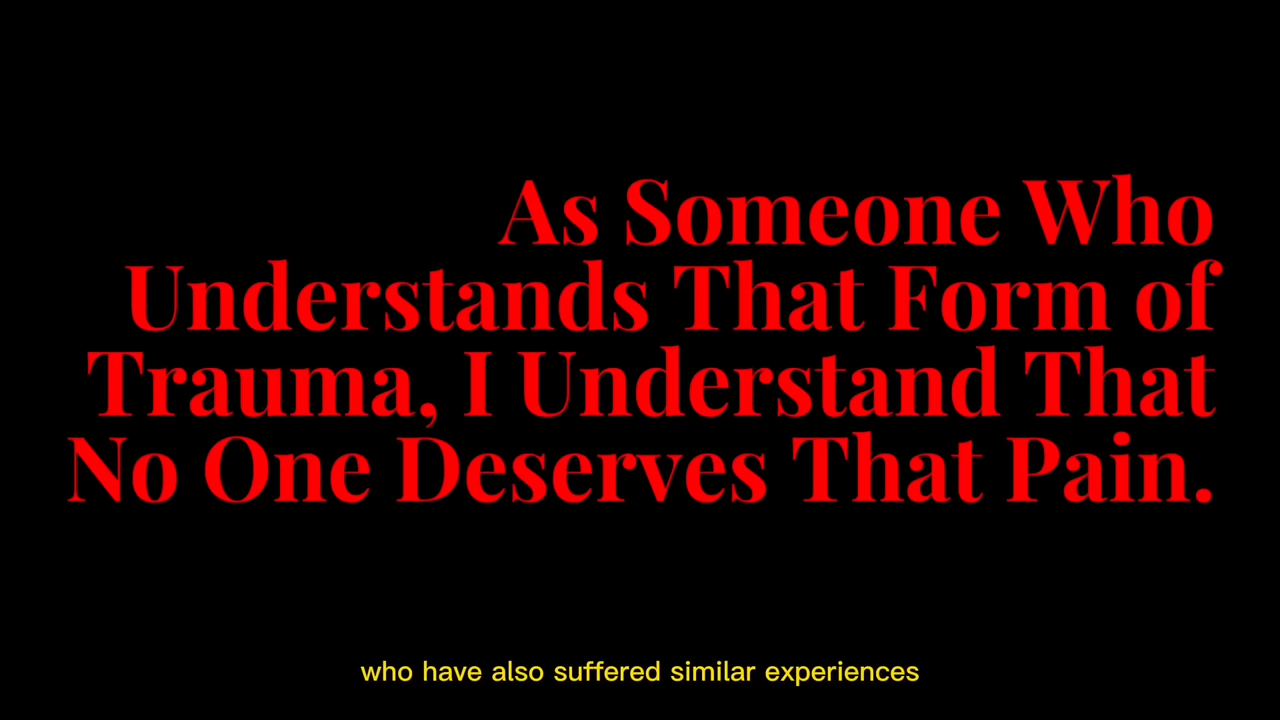 As Someone Who
Understands That Form of
Trauma, I Understand That
No One Deserves That Pain.
who have also suffered similar experiences